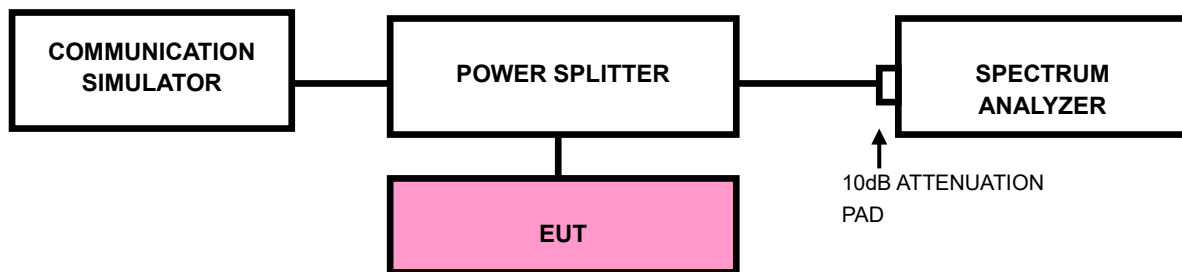 COMMUNICATION
SIMULATOR
POWER SPLITTER
SPECTRUM
ANALYZER
10dB ATTENUATION
PAD
EUT